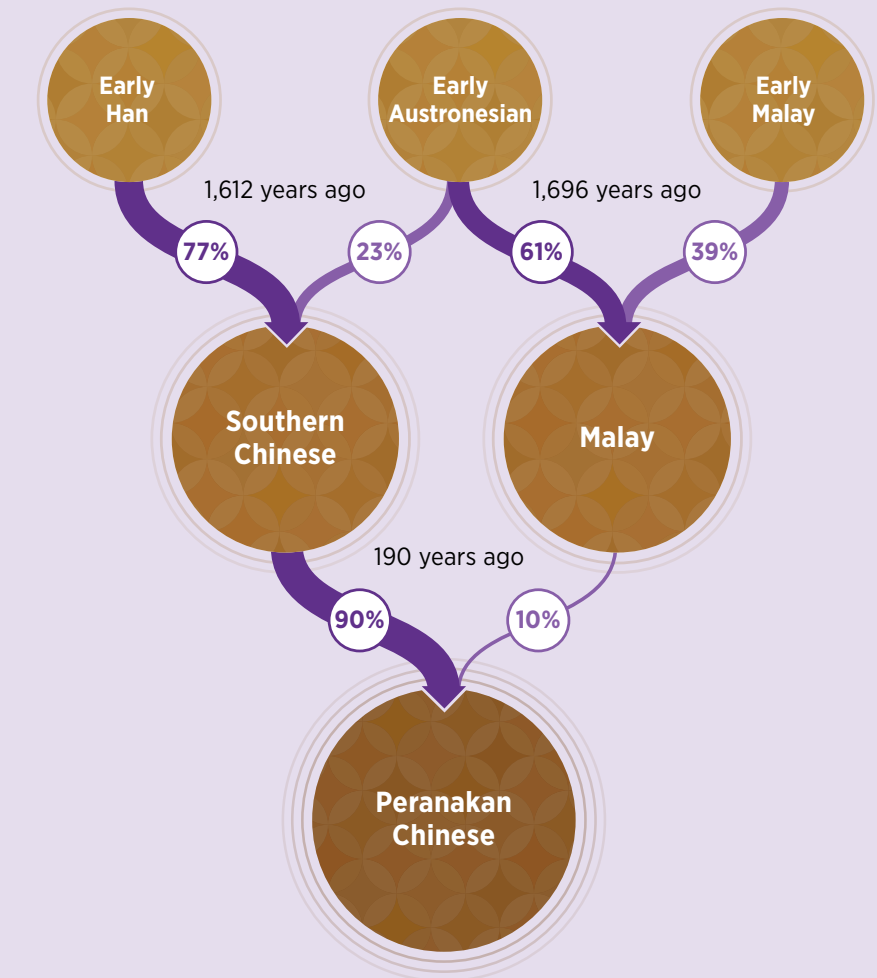 Early
Han
Early
Austronesian
Early
Malay
1,612 years ago
1,696 years ago
77%
23%
61%
39%
Southern
Chinese
Malay
190 years ago
90%
10%
Peranakan
Chinese